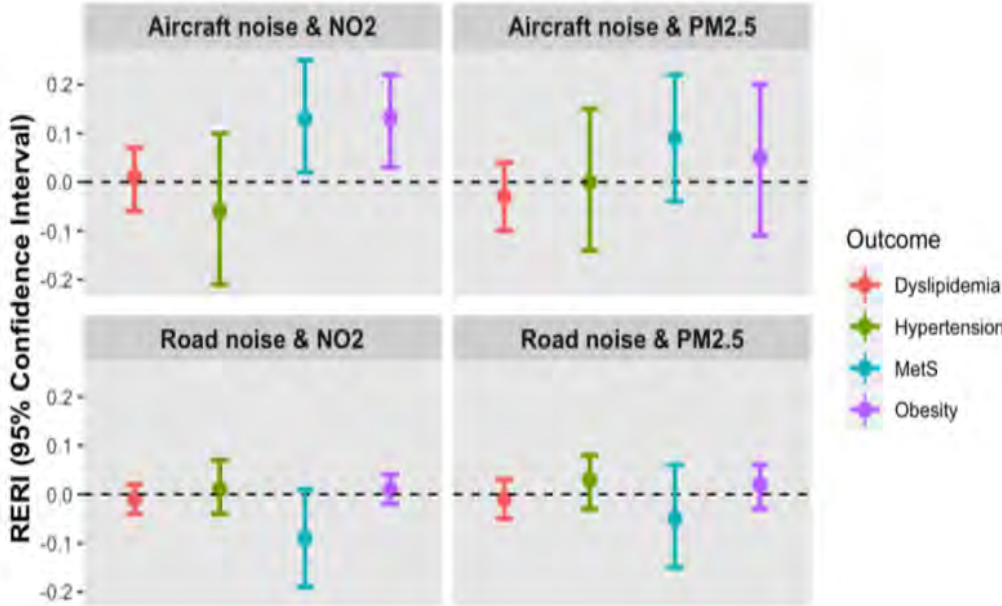 Aircraft noise & NO2
Aircraft noise & PM2.5
0.2
0.1
0.0
-0.1
-0.2
Road noise & NO2
Road noise & PM2.5
0.2
0.1
0.0
-0.1
-0.2
RERI (95% Confidence Interval)
Outcome
Dyslipidemia
Hypertension
MetS
Obesity